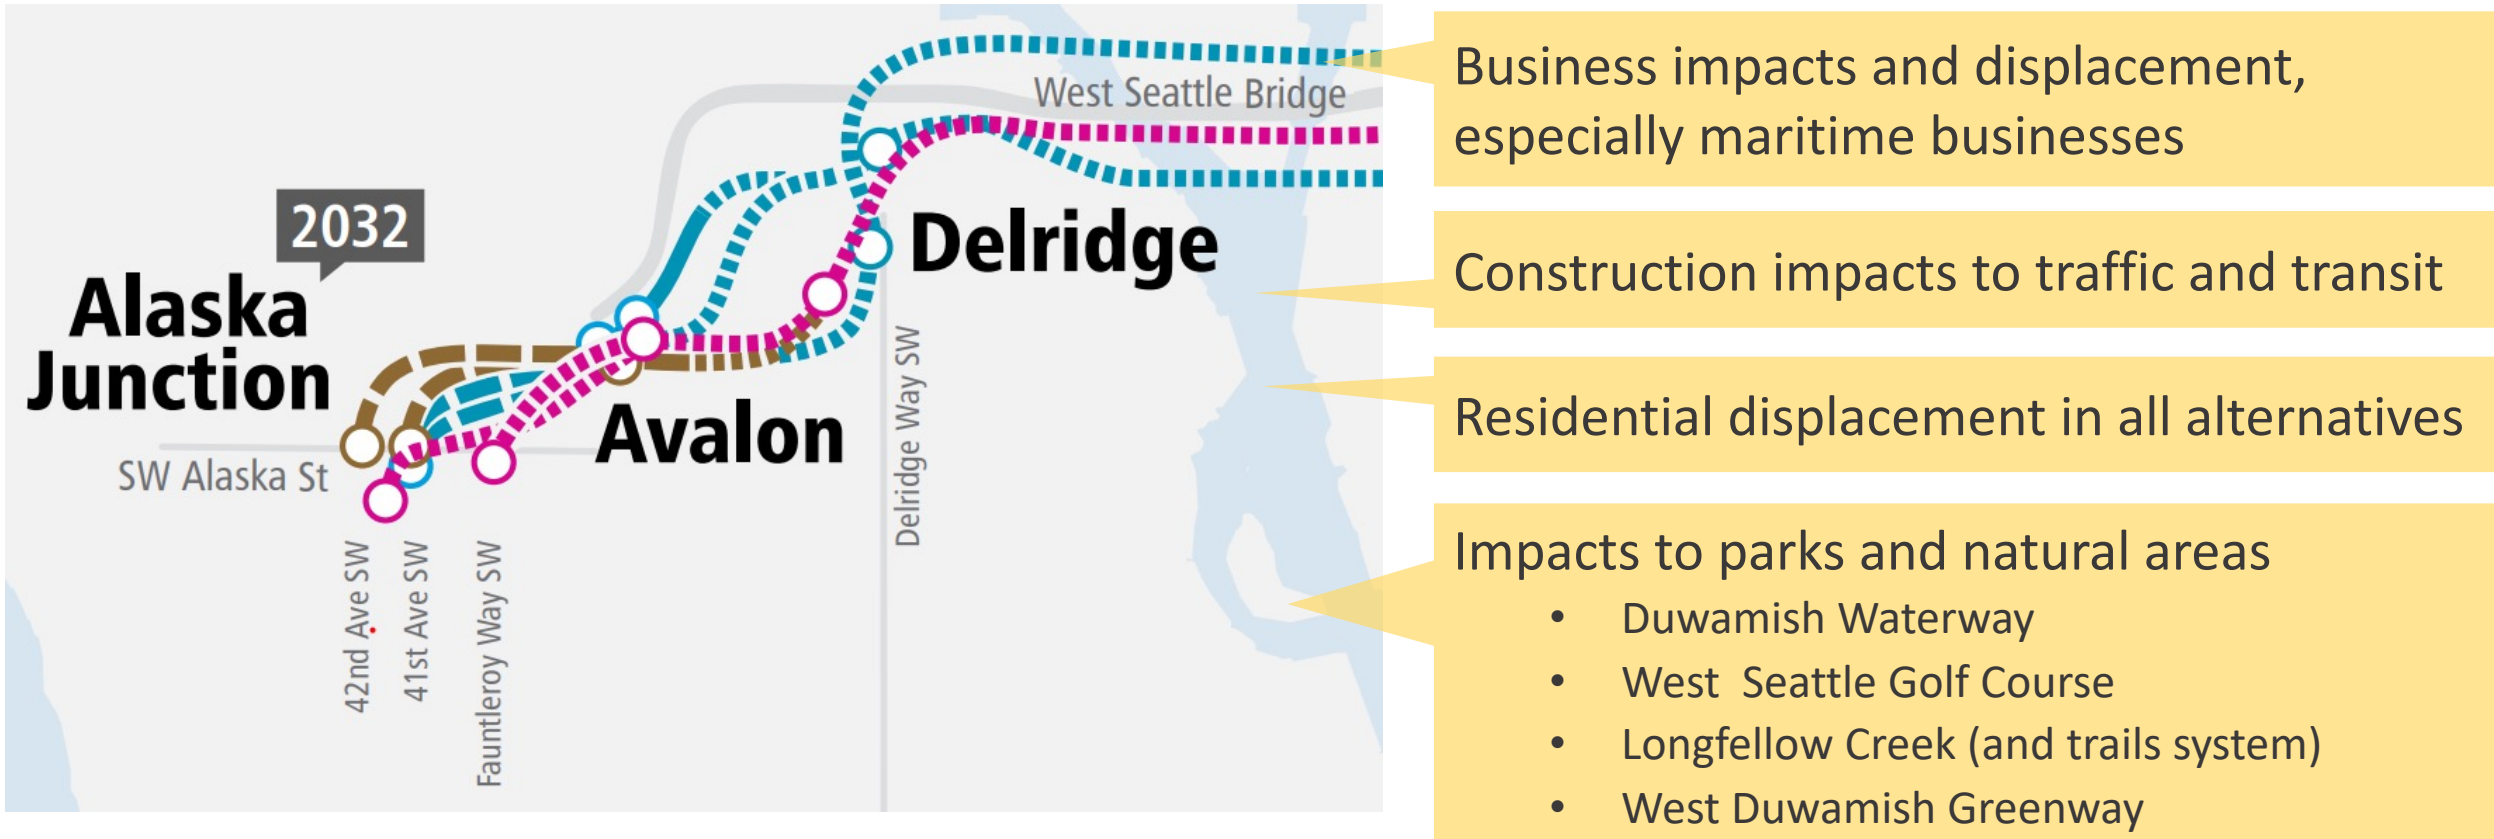 West Seattle Bridge
2032
Alaska
Junction
Delridge
Avalon
SW Alaska St
42nd Ave SW
41st Ave SW
Fauntleroy Way SW
Delridge Way SW
Business impacts and displacement,
especially maritime businesses
Construction impacts to traffic and transit
Residential displacement in all alternatives
Impacts to parks and natural areas
• Duwamish Waterway
• West  Seattle Golf Course
• Longfellow Creek (and trails system)
• West Duwamish Greenway